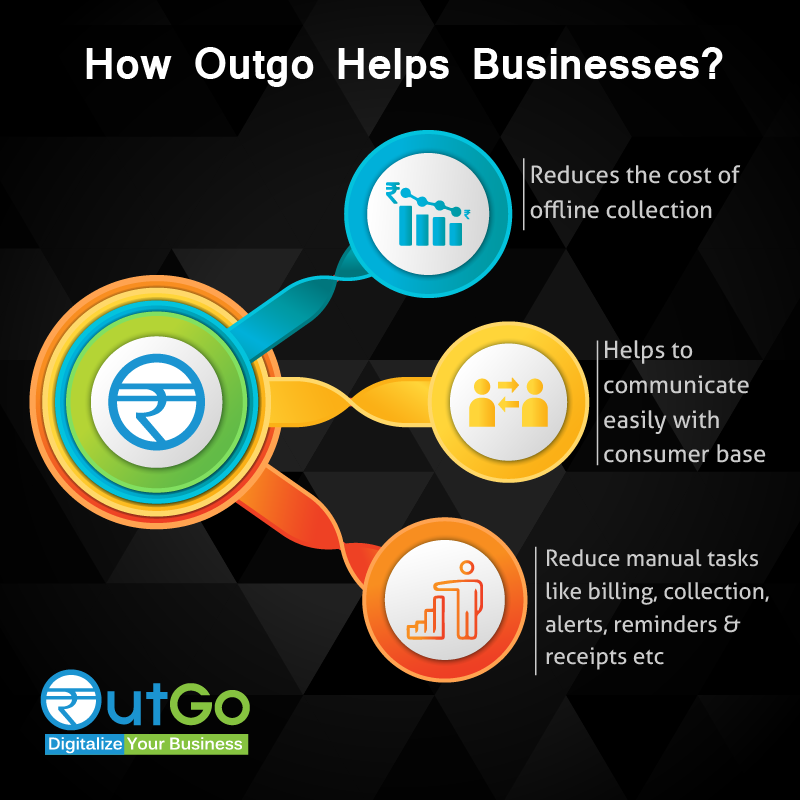 How Outgo Helps Businesses?
Reduces the cost of
offline collection
₹
₹
Helps to
communicate
easily with
consumer base
₹
Reduce manual tasks
like billing, collection,
alerts, reminders &
receipts etc
OutGo
Digitalize Your Business